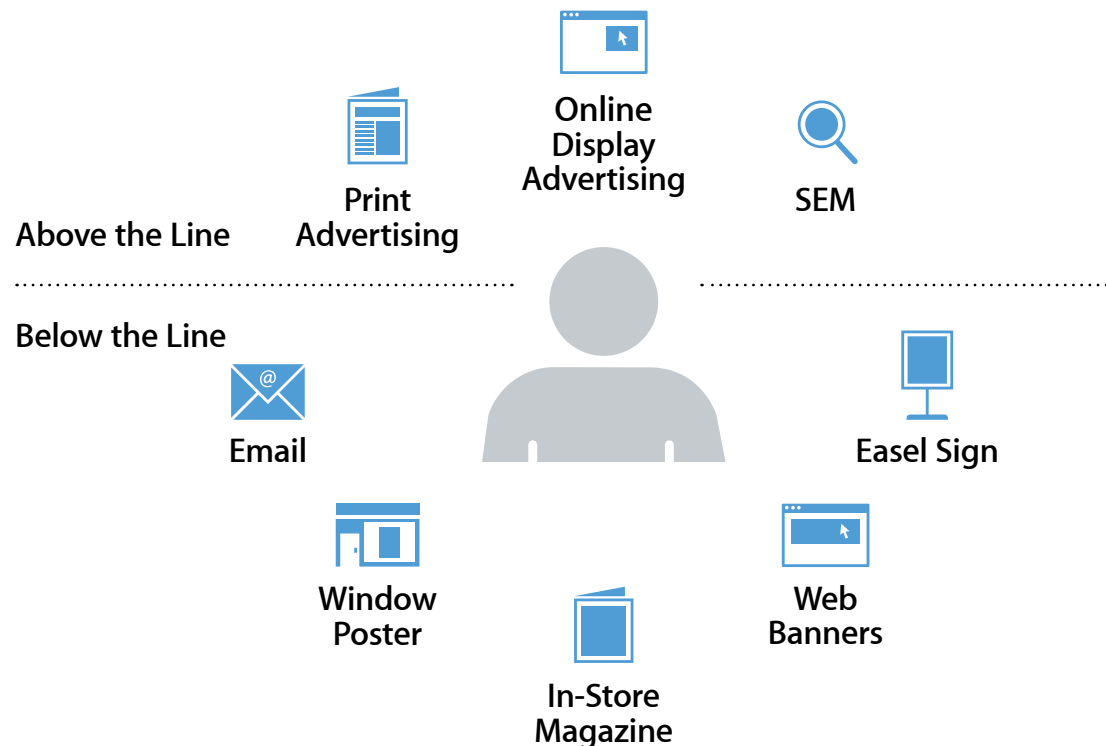 Online
Display
Advertising
Print
Advertising
SEM
Above the Line
Below the Line
@
Email
Easel Sign
Window
Poster
Web
Banners
In-Store
Magazine